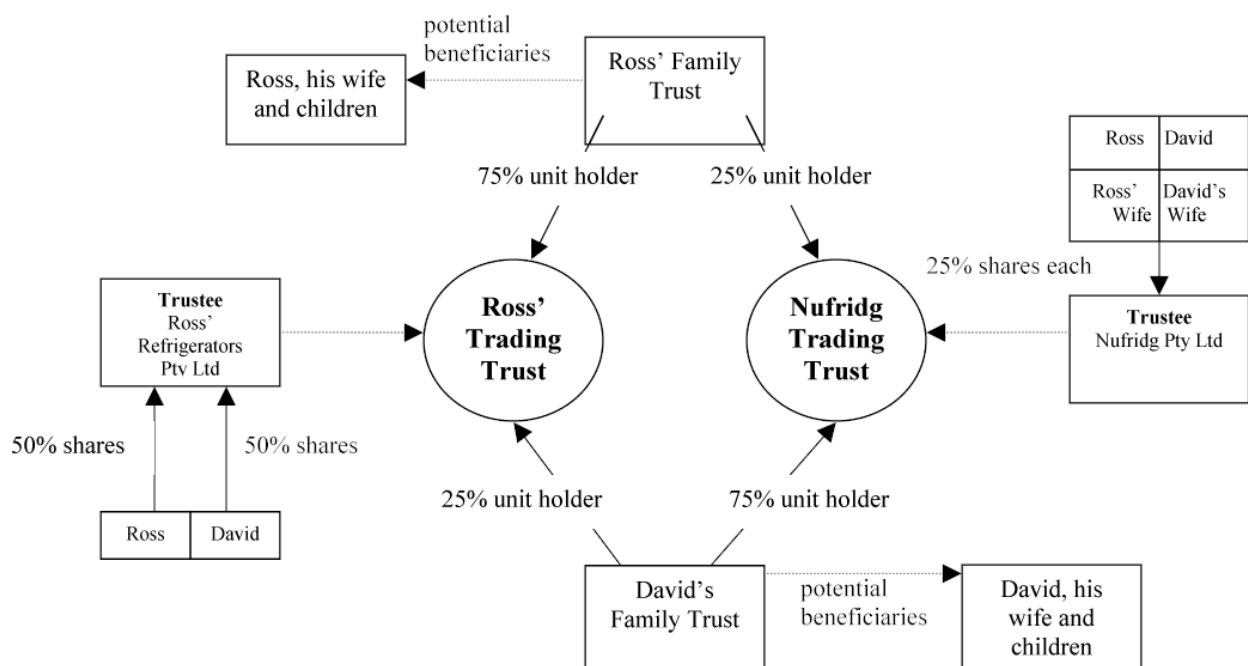 potential
beneficiaries
Ross' Family
Trust
Ross, his wife
and children
75% unit holder
25% unit holder
Ross
David
Ross'
Wife
David's
Wife
25% shares each
Trustee
Ross'
Refrigerators
Ptv Ltd
Ross'
Trading
Trust
Nufridg
Trading
Trust
Trustee
Nufridg Pty Ltd
50% shares
50% shares
Ross
David
25% unit holder
75% unit holder
David's
Family Trust
potential
beneficiaries
David, his
wife and
children